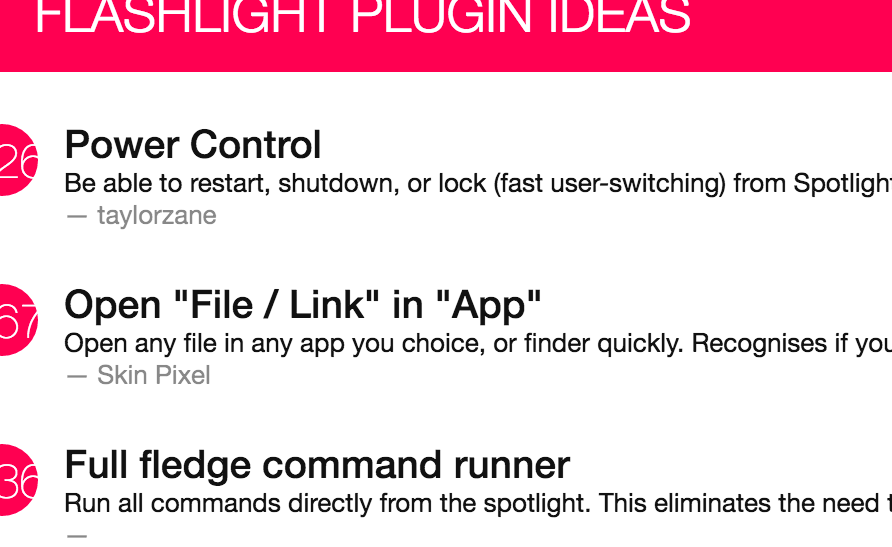 FLASHLIGHT PLUGIN IDEAS
26
Power Control
Be able to restart, shutdown, or lock (fast user-switching) from Spotlight
— taylorzane
67
Open "File / Link" in "App"
Open any file in any app you choice, or finder quickly. Recognises if you
— Skin Pixel
36
Full fledge command runner
Run all commands directly from the spotlight. This eliminates the need t
—